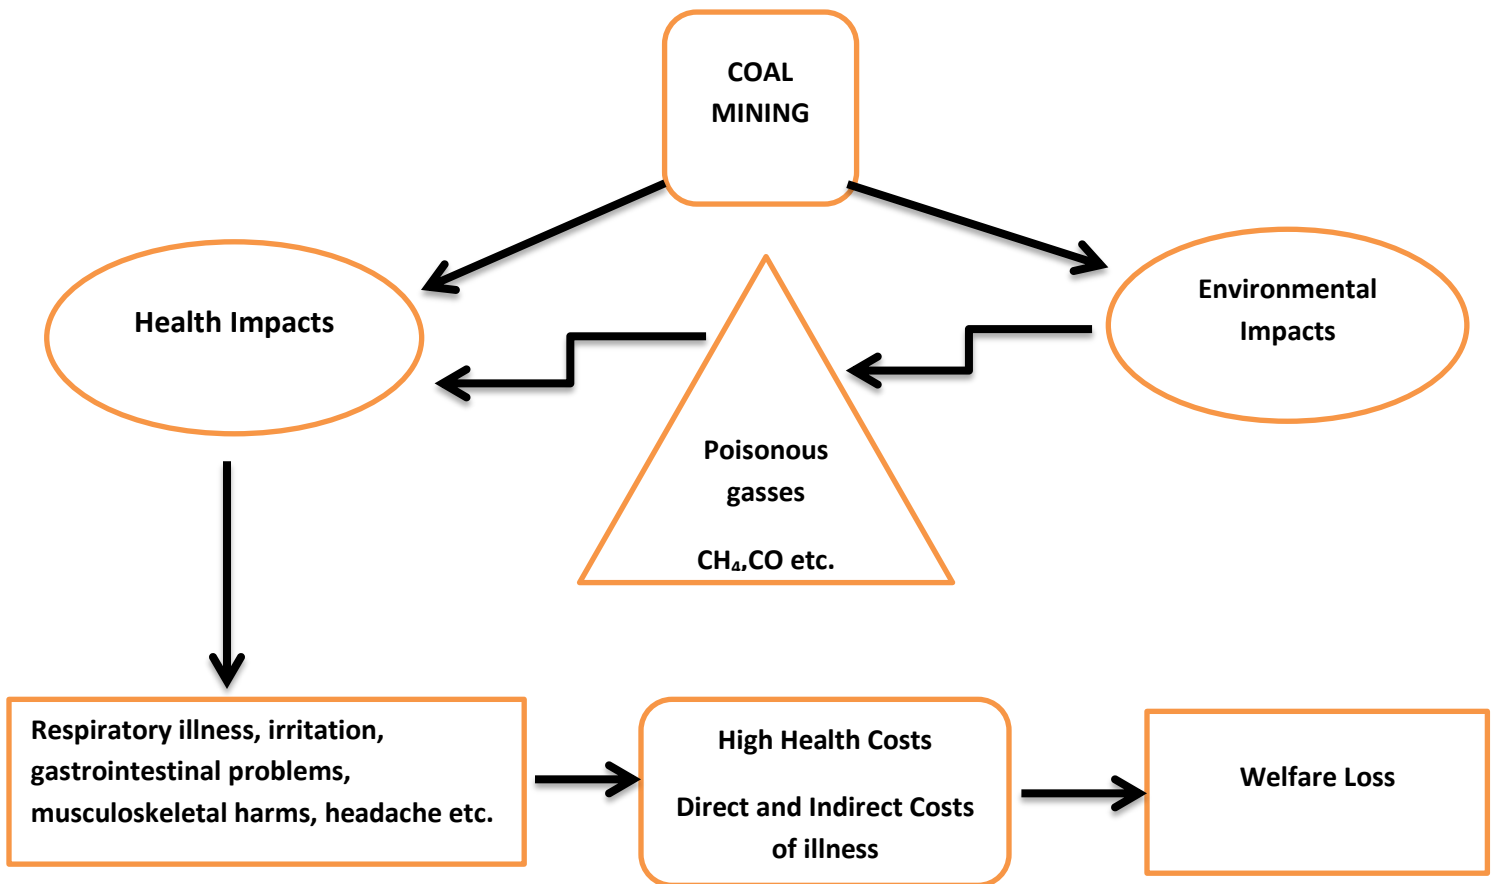 COAL
MINING
Health Impacts
Environmental
Impacts
Poisonous
gasses
CH₄,CO etc.
Respiratory illness, irritation,
gastrointestinal problems,
musculoskeletal harms, headache etc.
High Health Costs
Direct and Indirect Costs
of illness
Welfare Loss